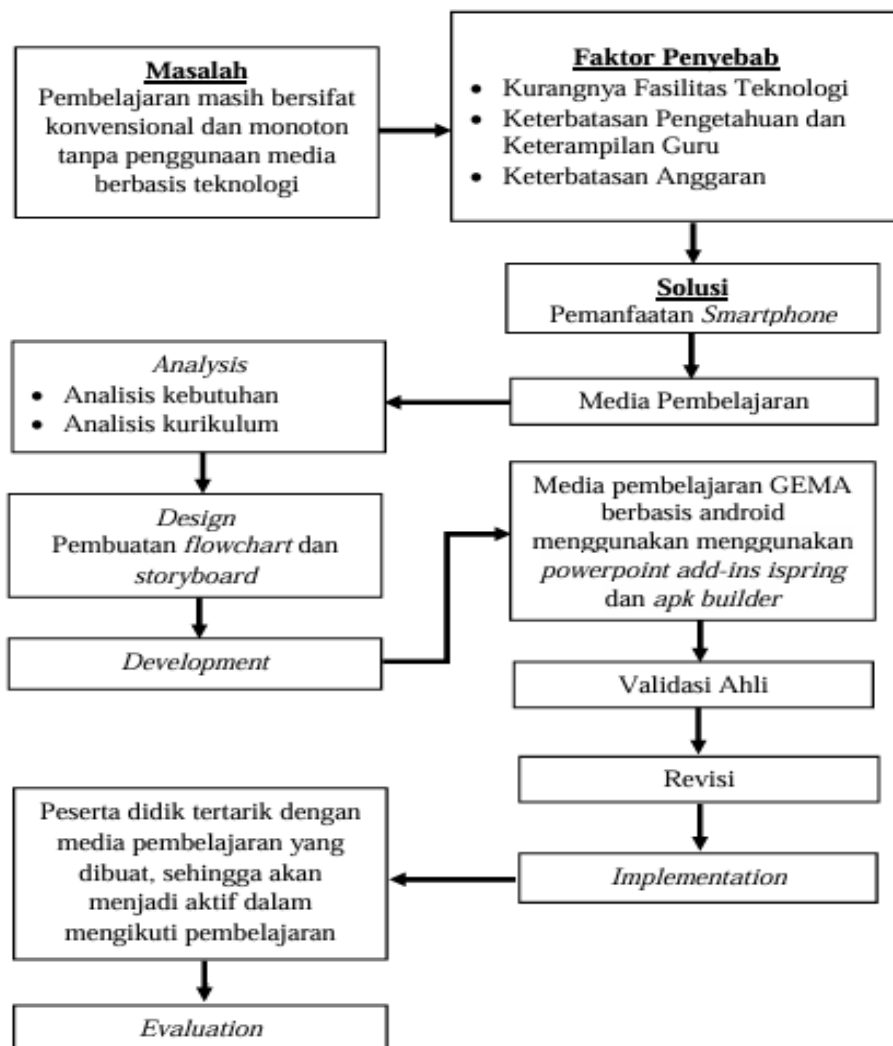 Masalah
Pembelajaran masih bersifat
konvensional dan monoton
tanpa penggunaan media
berbasis teknologi
Faktor Penyebab
• Kurangnya Fasilitas Teknologi
• Keterbatasan Pengetahuan dan
Keterampilan Guru
• Keterbatasan Anggaran
Solusi
Pemanfaatan Smartphone
Media Pembelajaran
Analysis
• Analisis kebutuhan
• Analisis kurikulum
Design
Pembuatan flowchart dan
storyboard
Development
Media pembelajaran GEMA
berbasis android
menggunakan menggunakan
powerpoint add-ins ispring
dan apk builder
Validasi Ahli
Revisi
Implementation
Peserta didik tertarik dengan
media pembelajaran yang
dibuat, sehingga akan
menjadi aktif dalam
mengikuti pembelajaran
Evaluation